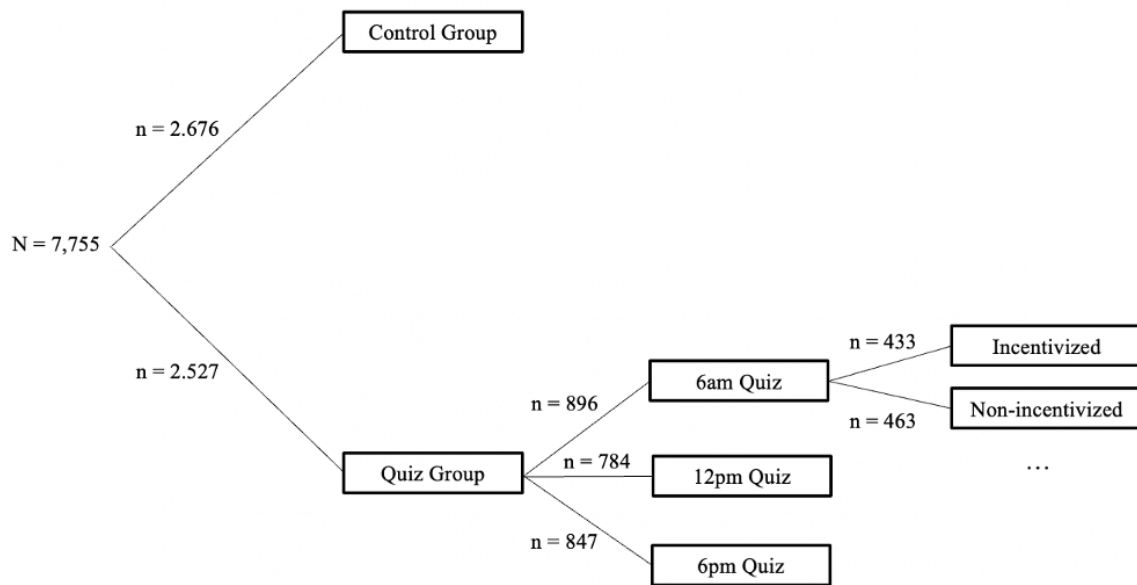 Control Group
n = 2.676
N = 7,755
n = 2.527
n = 433
Incentivized
6am Quiz
n = 896
n = 463
Non-incentivized
n = 784
Quiz Group
12pm Quiz
…
n = 847
6pm Quiz